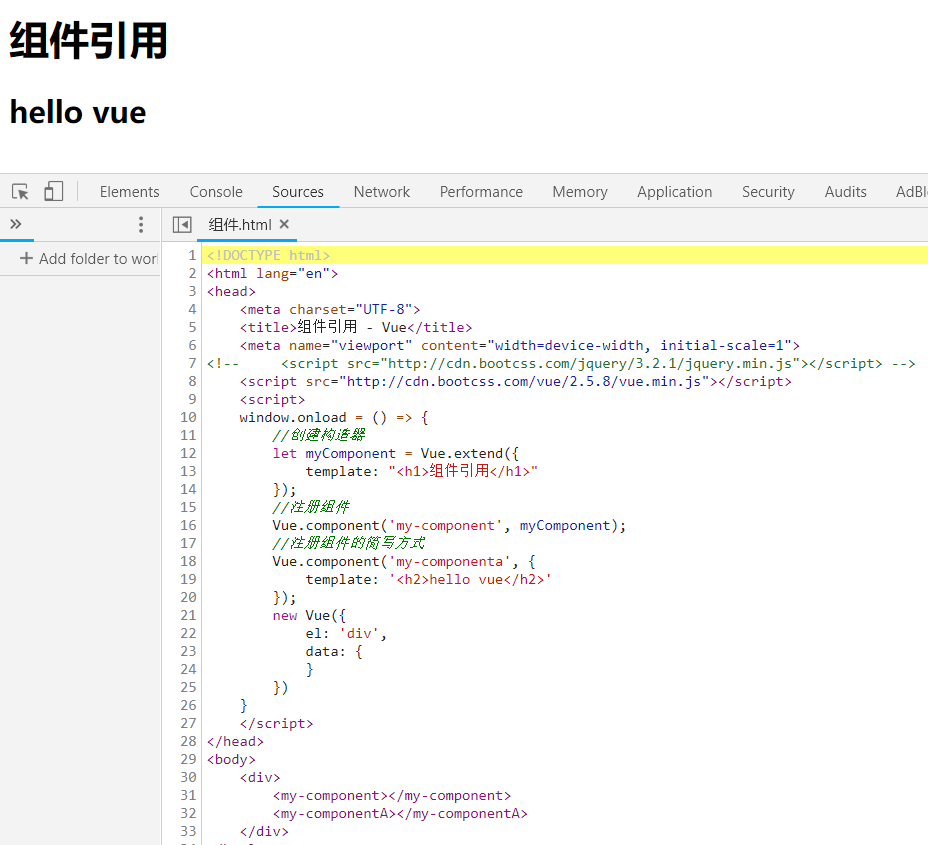 组件引用
hello vue
Elements Console Sources Network Performance Memory Application Security Audits AdBl
» 组件.html ×
+ Add folder to wor
1 <!DOCTYPE html>
2 <html lang="en">
3 <head>
4     <meta charset="UTF-8">
5     <title>组件引用 - Vue</title>
6     <meta name="viewport" content="width=device-width, initial-scale=1">
7 <!--     <script src="http://cdn.bootcss.com/jquery/3.2.1/jquery.min.js"></script> -->
8     <script src="http://cdn.bootcss.com/vue/2.5.8/vue.min.js"></script>
9     <script>
10     window.onload = () => {
11         //创建构造器
12         let myComponent = Vue.extend({
13             template: "<h1>组件引用</h1>"
14         });
15         //注册组件
16         Vue.component('my-component', myComponent);
17         //注册组件的简写方式
18         Vue.component('my-componenta', {
19             template: '<h2>hello vue</h2>'
20         });
21         new Vue({
22             el: 'div',
23             data: {
24             }
25         })
26     }
27     </script>
28 </head>
29 <body>
30     <div>
31         <my-component></my-component>
32         <my-componentA></my-componentA>
33     </div>